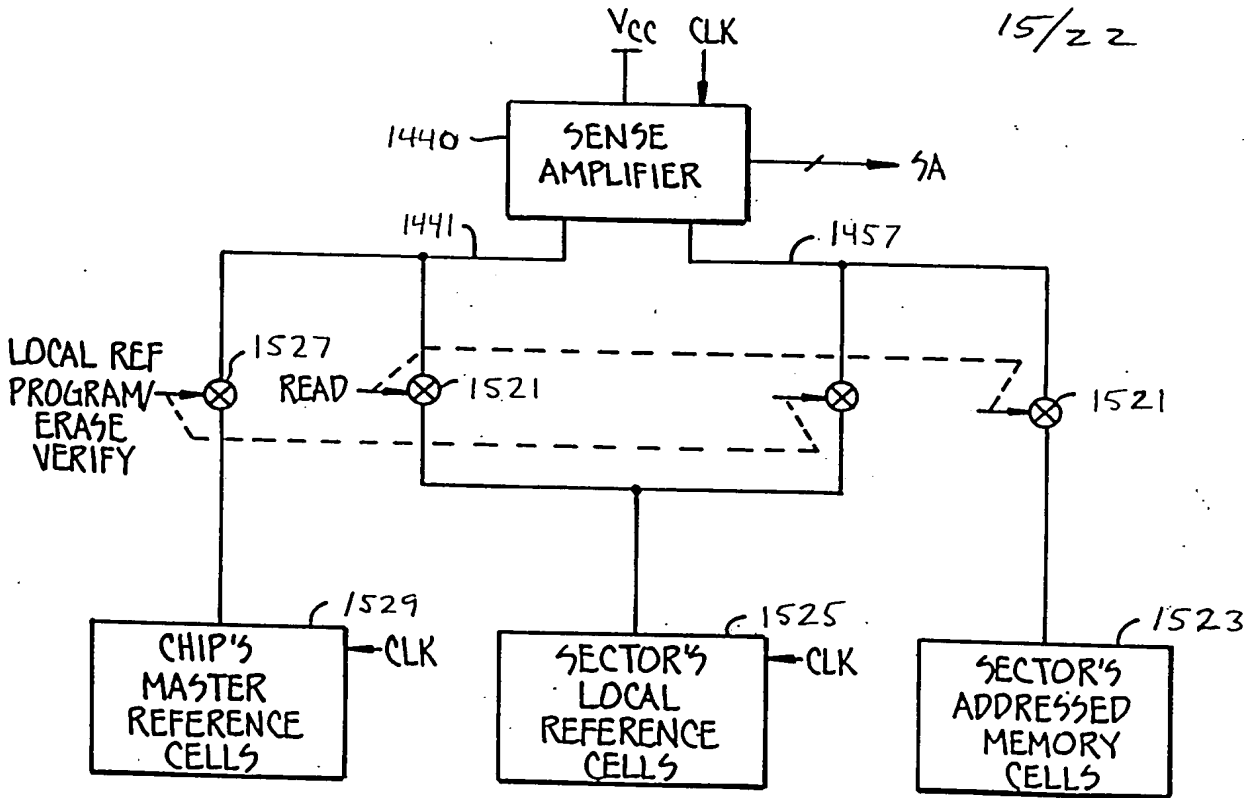 15/22
VCC CLK
1440
SENSE
AMPLIFIER
SA
1441
1457
LOCAL REF
PROGRAM/
ERASE
VERIFY
1527
READ
1521
1521
1529
CHIP'S
MASTER
REFERENCE
CELLS
CLK
1525
SECTOR'S
LOCAL
REFERENCE
CELLS
CLK
1523
SECTOR'S
ADDRESSED
MEMORY
CELLS